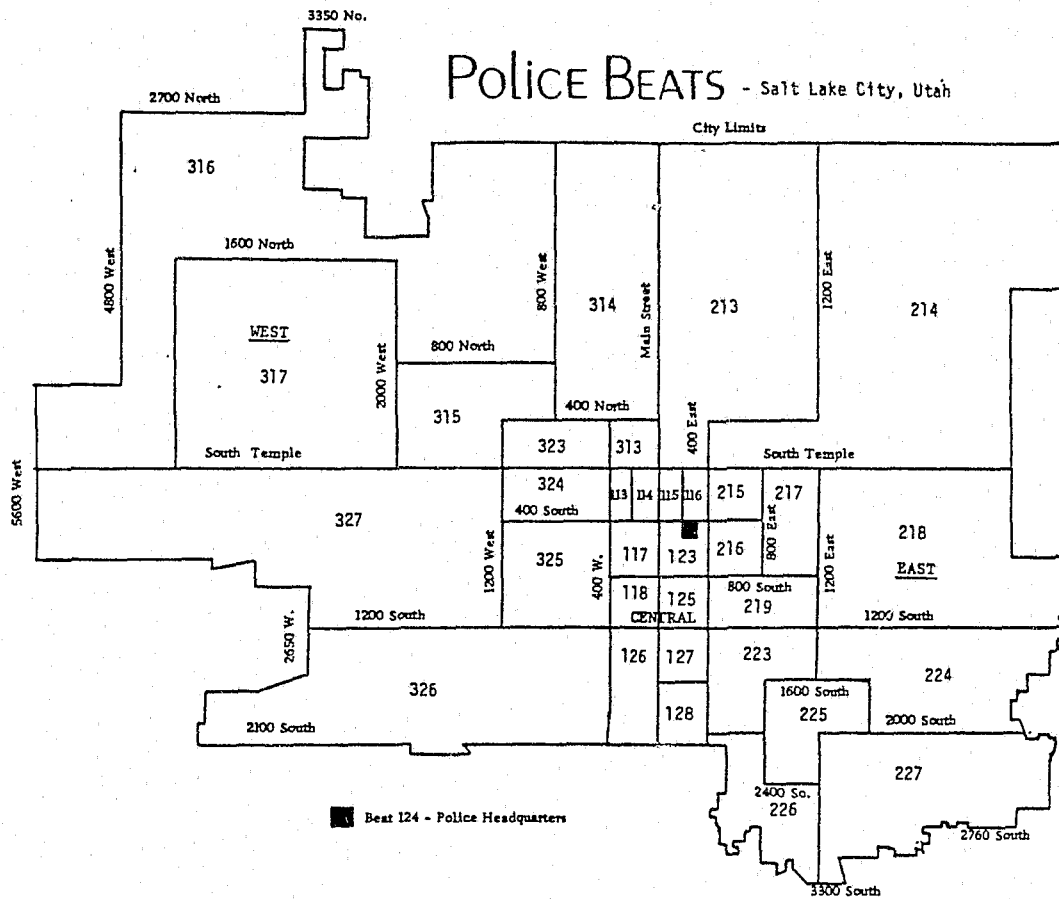 3350 No.
POLICE BEATS - Salt Lake City, Utah
2700 North
City Limits
316
1600 North
4800 West
800 West
Main Street
1200 East
314
213
214
WEST
317
2000 West
800 North
315
400 North
400 East
323
313
South Temple
South Temple
5600 West
324
113
114
115
116
215
217
400 South
327
1200 West
325
400 W.
117
123
216
800 East
1200 East
218
EAST
800 South
118
125
219
1200 South
CENTRAL
1200 South
2650 W.
326
126
127
223
224
1600 South
128
225
2000 South
2100 South
227
2400 So.
226
Beat 124 - Police Headquarters
2760 South
3300 South